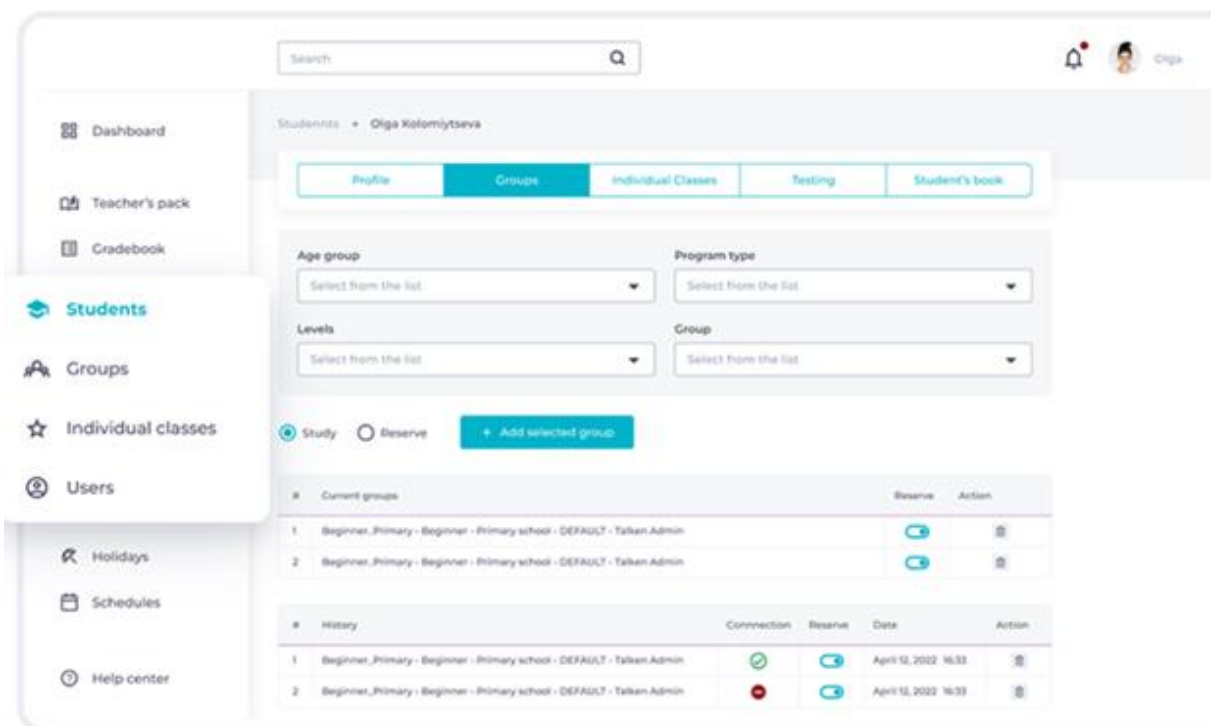 Search
Olga
Dashboard
Teacher's pack
Gradebook
Students
Groups
Individual classes
Users
Holidays
Schedules
Help center
Studennts • Olga Kolomiytseva
Profile Groups Individual Classes Testing Student's book
Age group Program type
Select from the list Select from the list
Levels Group
Select from the list Select from the list
Study Reserve + Add selected group
# Current groups Reserve Action
1 Beginner_Primary - Beginner - Primary school - DEFAULT - Talken Admin
2 Beginner_Primary - Beginner - Primary school - DEFAULT - Talken Admin
# History Connnection Reserve Date Action
1 Beginner_Primary - Beginner - Primary school - DEFAULT - Talken Admin April 12, 2022 16:33
2 Beginner_Primary - Beginner - Primary school - DEFAULT - Talken Admin April 12, 2022 16:33